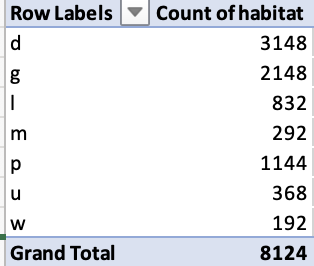 Row Labels Count of habitat
d 3148
g 2148
l 832
m 292
p 1144
u 368
w 192
Grand Total 8124